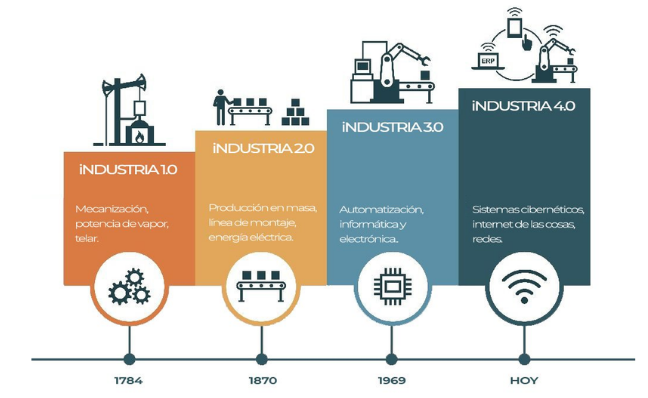 ERP
iNDUSTRIA 1.0
Mecanización,
potencia de vapor,
telar.
iNDUSTRIA 2.0
Producción en masa,
línea de montaje,
energía eléctrica.
iNDUSTRIA 3.0
Automatización,
informática y
electrónica..
iNDUSTRIA 4.0
Sistemas cibernéticos,
internet de las cosas,
redes.
1784
1870
1969
HOY